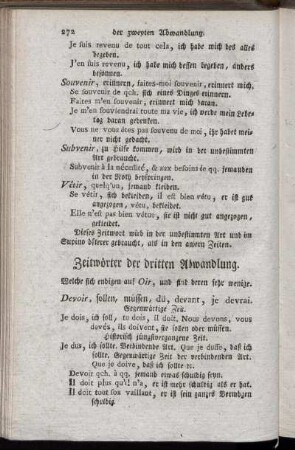 272 der zweyten Abwandlung.
Je suis revenu de tout cela, ich habe mich des alles
begeben.
J'en suis revenu, ich habe mich dessen begeben, anders
besonnen.
Souvenir, erinnern, faites-moi souvenir, erinnert mich.
Se souvenir de qch. sich eines Dinges erinnern.
Faites m'en souvenir, erinnert mich daran.
Je m'en souviendrai toute ma vie, ich werde mein Lebe-
tag daran gedenken.
Vous ne vous êtes pas souvenu de moi, ihr habet mei-
ner nicht gedacht.
Subvenir, zu Hilfe kommen, wird in der unbestimmten
Art gebraucht.
Subvenir à la nécessité, & aux besoins de qq. jemanden
in der Noth beyspringen.
Vêtir, quelqu'un, jemand kleiden.
Se vêtir, sich bekleiden, il est bien vêtu, er ist gut
angezogen, vêtu, bekleidet.
Elle n'est pas bien vêtue, sie ist nicht gut angezogen,
gekleidet.
Dieses Zeitwort wird in der unbestimmten Art und im
Supino öfterer gebraucht, als in den andern Zeiten.
Zeitwörter der dritten Abwandlung.
Welche sich endigen auf Oir, und sind deren sehr wenige.
Devoir, sollen, müssen, dû, devant, je devrai.
Gegenwärtige Zeit.
Je dois, ich soll, tu dois, il doit. Nous devons, vous
devés, ils doivent, sie sollen oder müssen.
Historisch jüngstvergangene Zeit.
Je dus, ich sollte. Verbindende Art. Que je dusse, daß ich
sollte. Gegenwärtige Zeit der verbindenden Art.
Que je doive, daß ich solle ꝛc.
Devoir qch. à qq. jemand etwas schuldig seyn.
Il doit plus qu'il n'a, er ist mehr schuldig als er hat.
Il doit tout son vaillant, er ist sein ganzes Vermögen
schuldig.